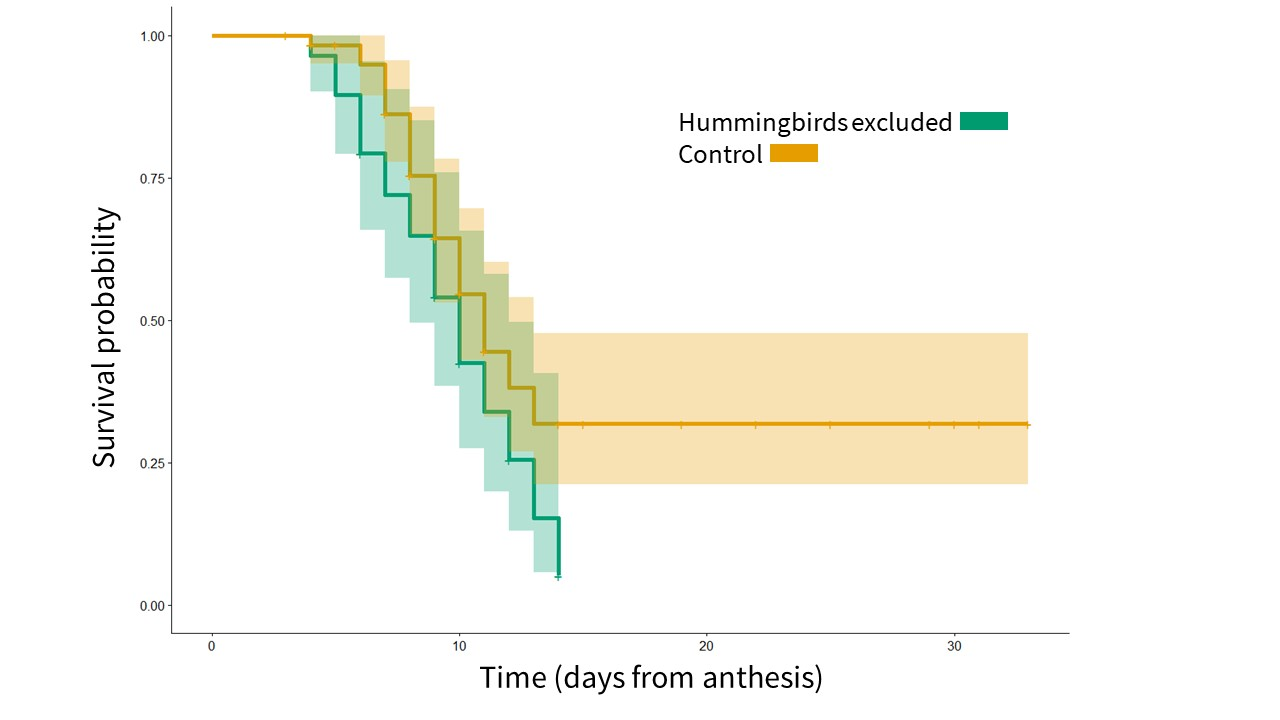 1.00
0.75
0.50
0.25
0.00
Survival probability
Hummingbirds excluded
Control
0 10 20 30
Time (days from anthesis)